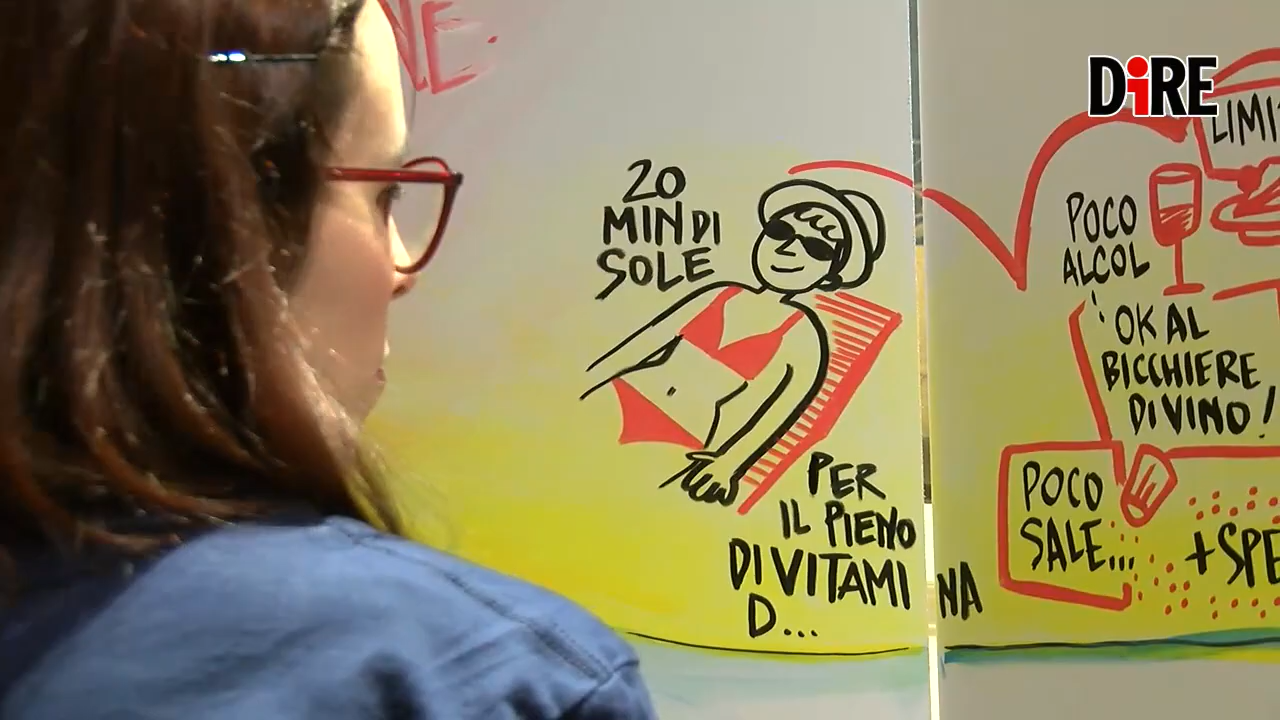 DiRE
20
MIN DI
SOLE
PER
IL PIENO
DI VITAMI NA
D...
POCO
ALCOL
OK AL
BICCHIERE
DI VINO!
POCO
SALE...